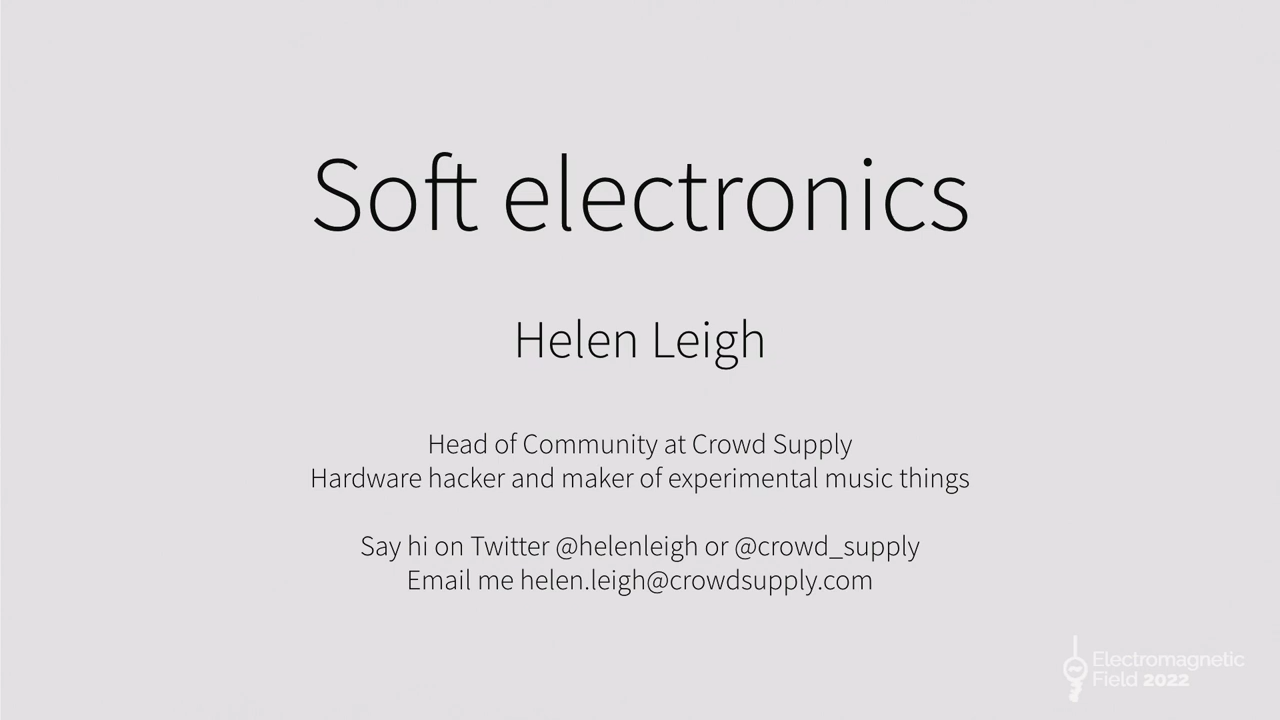 Soft electronics
Helen Leigh
Head of Community at Crowd Supply
Hardware hacker and maker of experimental music things
Say hi on Twitter @helenleigh or @crowd_supply
Email me helen.leigh@crowdsupply.com
Electromagnetic
Field 2022